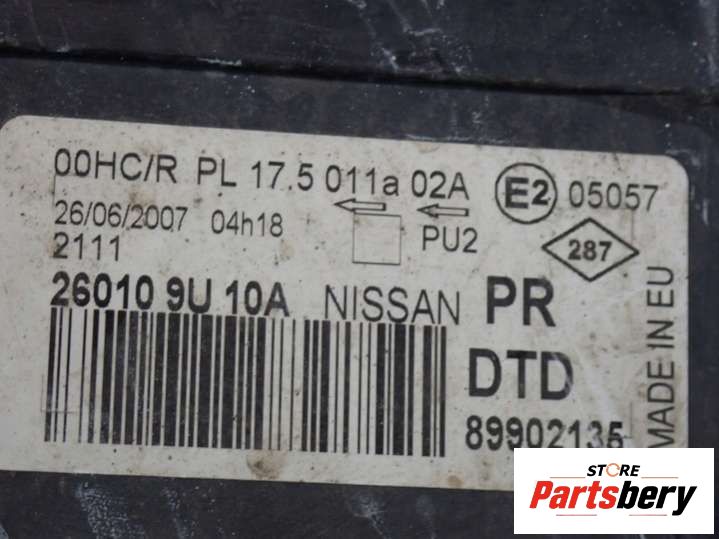 00HC/R PL 17.5 011a 02A E2 05057
26/06/2007 04h18 PU2 287
2111
26010 9U 10A NISSAN PR
DTD
89902135
MADE IN EU
STORE
Partsbery